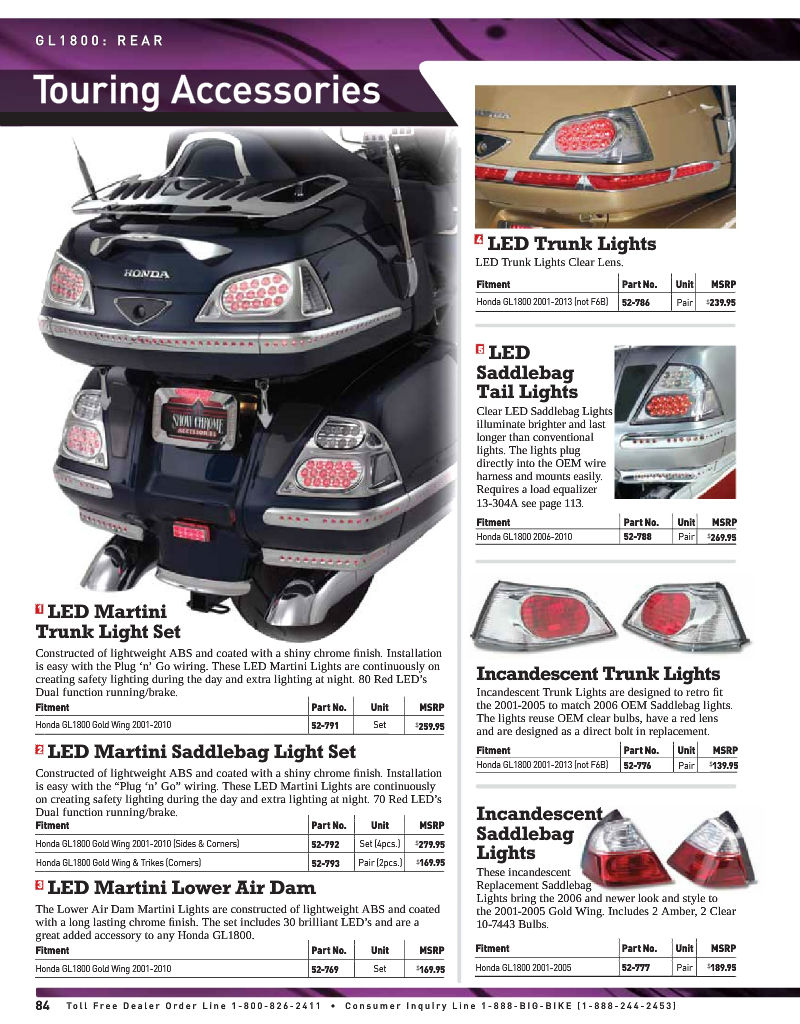 GL1800: REAR
Touring Accessories
HONDA
SHOW CHROME
ACCESSORIES
1 LED Martini
Trunk Light Set
Constructed of lightweight ABS and coated with a shiny chrome finish. Installation
is easy with the Plug ‘n’ Go wiring. These LED Martini Lights are continuously on
creating safety lighting during the day and extra lighting at night. 80 Red LED’s
Dual function running/brake.
Fitment Part No. Unit MSRP
Honda GL1800 Gold Wing 2001-2010 52-791 Set $259.95
2 LED Martini Saddlebag Light Set
Constructed of lightweight ABS and coated with a shiny chrome finish. Installation
is easy with the “Plug ‘n’ Go” wiring. These LED Martini Lights are continuously
on creating safety lighting during the day and extra lighting at night. 70 Red LED’s
Dual function running/brake.
Fitment Part No. Unit MSRP
Honda GL1800 Gold Wing 2001-2010 (Sides & Corners) 52-792 Set (4pcs.) $279.95
Honda GL1800 Gold Wing & Trikes (Corners) 52-793 Pair (2pcs.) $169.95
3 LED Martini Lower Air Dam
The Lower Air Dam Martini Lights are constructed of lightweight ABS and coated
with a long lasting chrome finish. The set includes 30 brilliant LED’s and are a
great added accessory to any Honda GL1800.
Fitment Part No. Unit MSRP
Honda GL1800 Gold Wing 2001-2010 52-769 Set $169.95
4 LED Trunk Lights
LED Trunk Lights Clear Lens.
Fitment Part No. Unit MSRP
Honda GL1800 2001-2013 (not F6B) 52-786 Pair $239.95
5 LED
Saddlebag
Tail Lights
Clear LED Saddlebag Lights
illuminate brighter and last
longer than conventional
lights. The lights plug
directly into the OEM wire
harness and mounts easily.
Requires a load equalizer
13-304A see page 113.
Fitment Part No. Unit MSRP
Honda GL1800 2006-2010 52-788 Pair $269.95
Incandescent Trunk Lights
Incandescent Trunk Lights are designed to retro fit
the 2001-2005 to match 2006 OEM Saddlebag lights.
The lights reuse OEM clear bulbs, have a red lens
and are designed as a direct bolt in replacement.
Fitment Part No. Unit MSRP
Honda GL1800 2001-2013 (not F6B) 52-776 Pair $139.95
Incandescent
Saddlebag
Lights
These incandescent
Replacement Saddlebag
Lights bring the 2006 and newer look and style to
the 2001-2005 Gold Wing. Includes 2 Amber, 2 Clear
10-7443 Bulbs.
Fitment Part No. Unit MSRP
Honda GL1800 2001-2005 52-777 Pair $189.95
84 Toll Free Dealer Order Line 1-800-826-2411 • Consumer Inquiry Line 1-888-BIG-BIKE (1-888-244-2453)